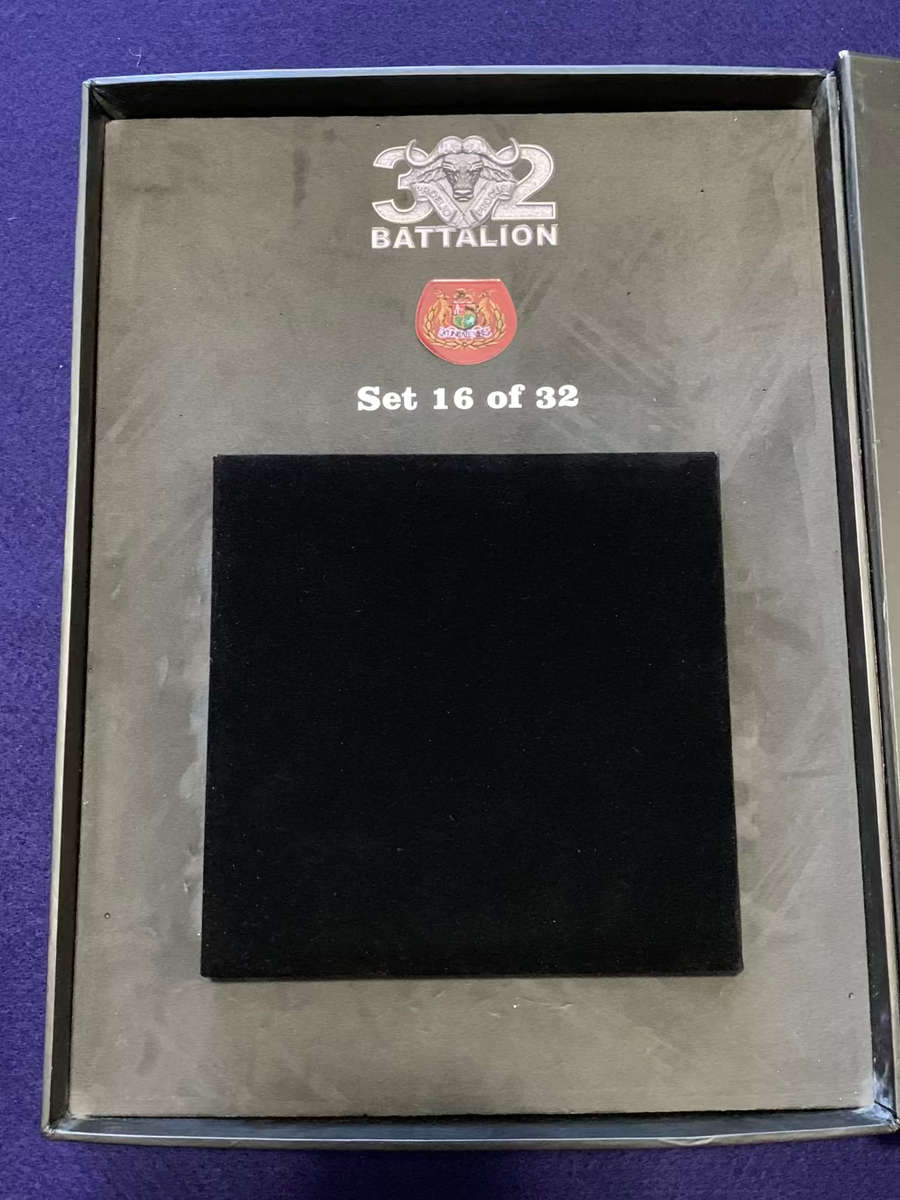 32
BATTALION
Set 16 of 32